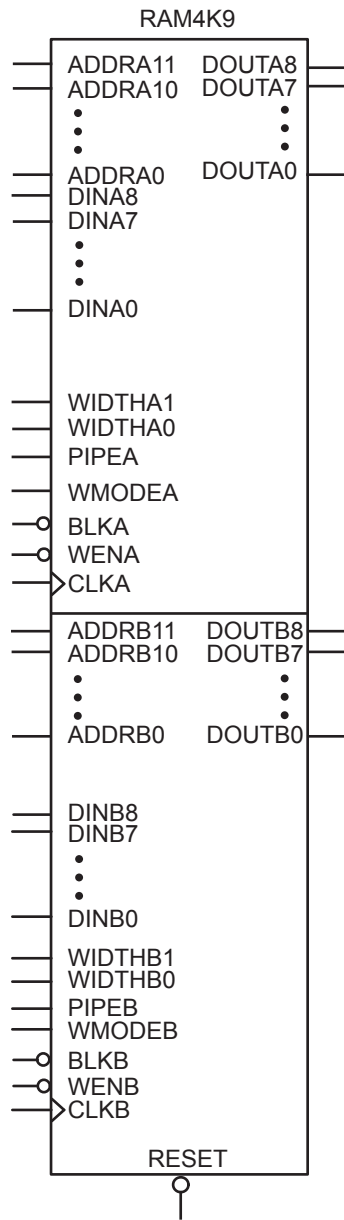 RAM4K9
ADDRA11 DOUTA8
ADDRA10 DOUTA7
ADDRA0 DOUTA0
DINA8
DINA7
DINA0
WIDTHA1
WIDTHA0
PIPEA
WMODEA
BLKA
WENA
CLKA
ADDRB11 DOUTB8
ADDRB10 DOUTB7
ADDRB0 DOUTB0
DINB8
DINB7
DINB0
WIDTHB1
WIDTHB0
PIPEB
WMODEB
BLKB
WENB
CLKB
RESET